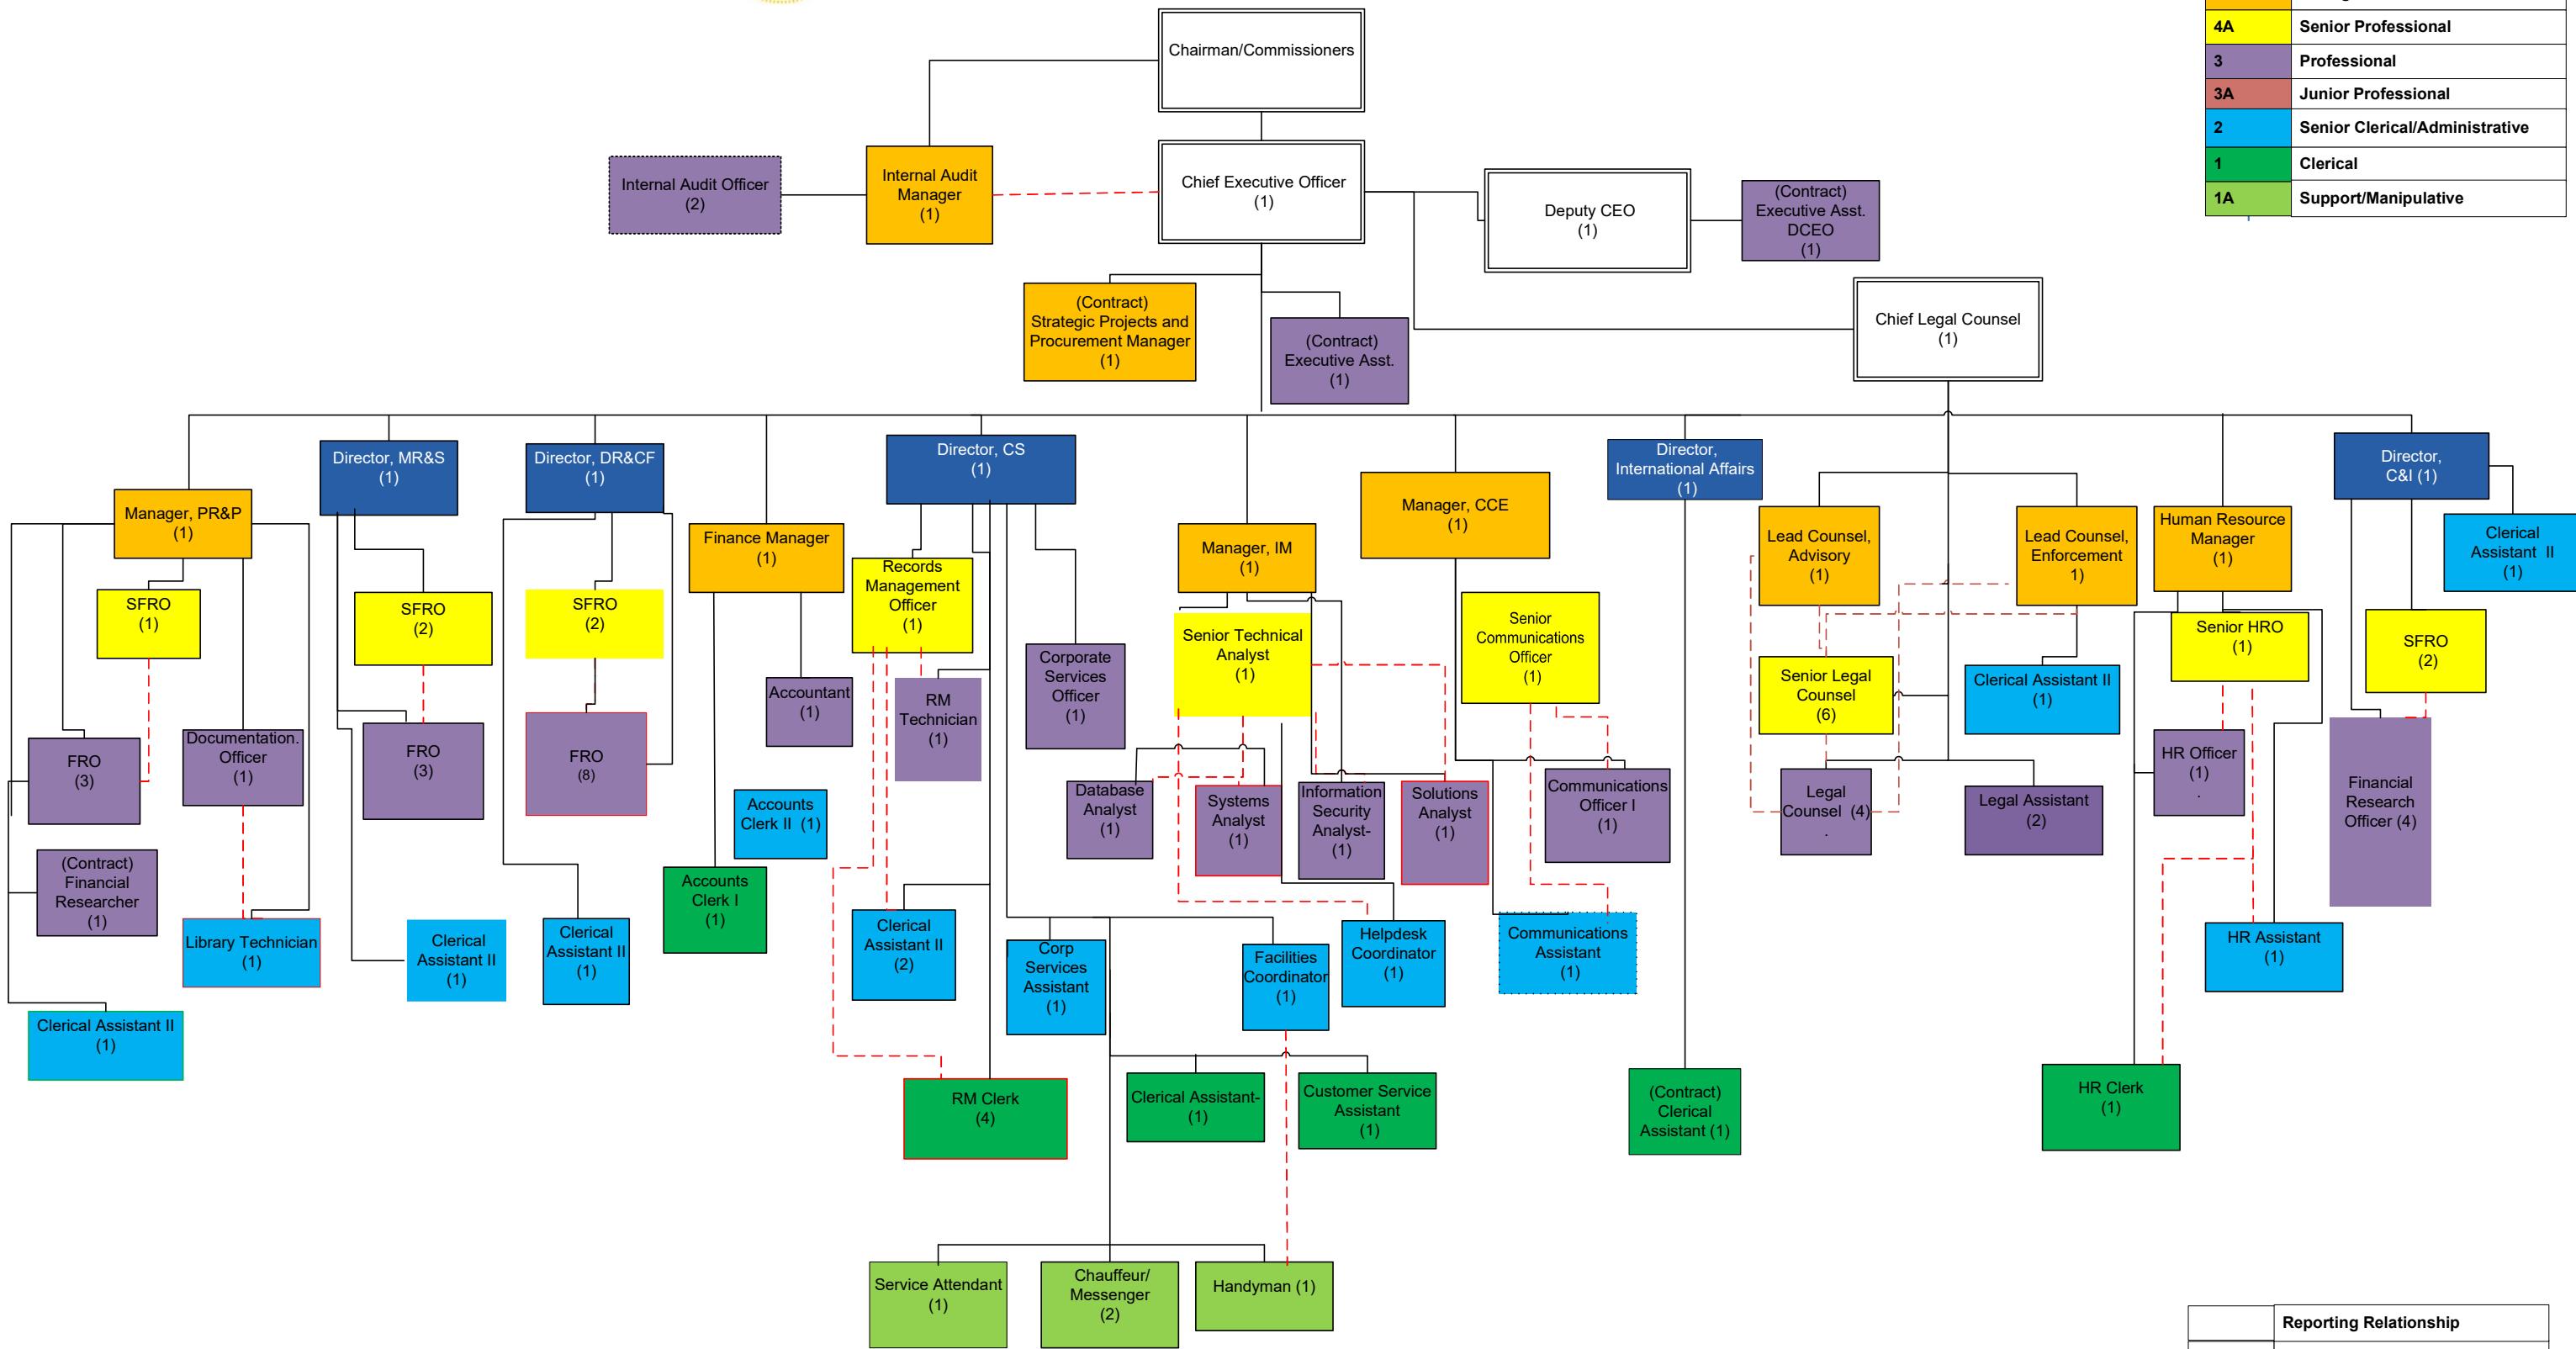 4A Senior Professional
3 Professional
3A Junior Professional
2 Senior Clerical/Administrative
1 Clerical
1A Support/Manipulative
Chairman/Commissioners
Internal Audit Officer
(2)
Internal Audit
Manager
(1)
Chief Executive Officer
(1)
Deputy CEO
(1)
(Contract)
Executive Asst.
DCEO
(1)
(Contract)
Strategic Projects and
Procurement Manager
(1)
(Contract)
Executive Asst.
(1)
Chief Legal Counsel
(1)
Manager, PR&P
(1)
Director, MR&S
(1)
Director, DR&CF
(1)
Finance Manager
(1)
Director, CS
(1)
Manager, IM
(1)
Manager, CCE
(1)
Director,
International Affairs
(1)
Lead Counsel,
Advisory
(1)
Lead Counsel,
Enforcement
1)
Human Resource
Manager
(1)
Director,
C&I (1)
Clerical
Assistant II
(1)
SFRO
(1)
SFRO
(2)
SFRO
(2)
Records
Management
Officer
(1)
Corporate
Services
Officer
(1)
Senior Technical
Analyst
(1)
Senior
Communications
Officer
(1)
Senior Legal
Counsel
(6)
Clerical Assistant II
(1)
Senior HRO
(1)
SFRO
(2)
FRO
(3)
Documentation.
Officer
(1)
FRO
(3)
FRO
(8)
Accountant
(1)
RM
Technician
(1)
Accounts
Clerk II (1)
Database
Analyst
(1)
Systems
Analyst
(1)
Information
Security
Analyst-
(1)
Solutions
Analyst
(1)
Communications
Officer I
(1)
Legal
Counsel (4)
.
Legal Assistant
(2)
HR Officer
(1)
.
Financial
Research
Officer (4)
(Contract)
Financial
Researcher
(1)
Library Technician
(1)
Clerical
Assistant II
(1)
Clerical
Assistant II
(1)
Accounts
Clerk I
(1)
Clerical
Assistant II
(2)
Corp
Services
Assistant
(1)
Facilities
Coordinator
(1)
Helpdesk
Coordinator
(1)
Communications
Assistant
(1)
HR Assistant
(1)
Clerical Assistant II
(1)
RM Clerk
(4)
Clerical Assistant-
(1)
Customer Service
Assistant
(1)
(Contract)
Clerical
Assistant (1)
HR Clerk
(1)
Service Attendant
(1)
Chauffeur/
Messenger
(2)
Handyman (1)
Reporting Relationship